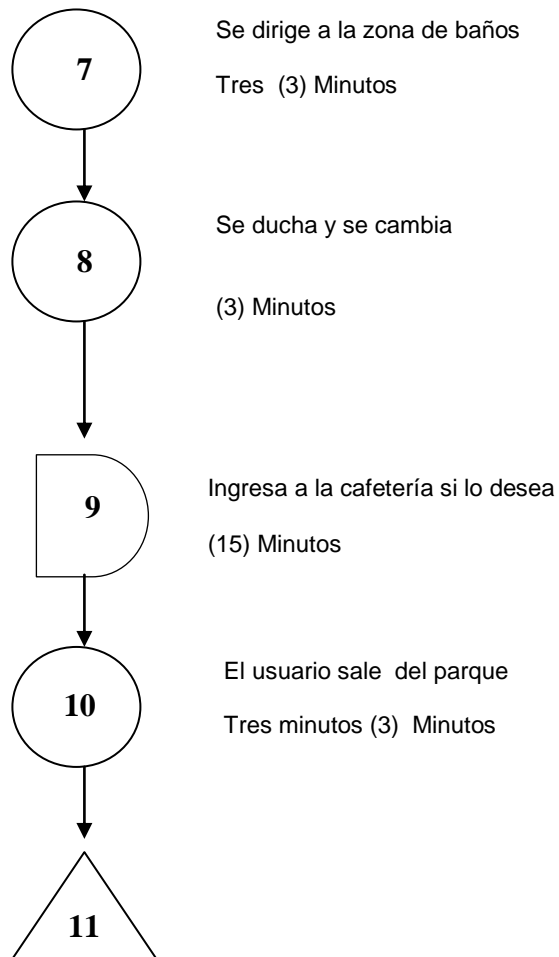 Se dirige a la zona de baños
7
Tres (3) Minutos
Se ducha y se cambia
8
(3) Minutos
Ingresa a la cafetería si lo desea
9
(15) Minutos
El usuario sale del parque
10
Tres minutos (3) Minutos
11